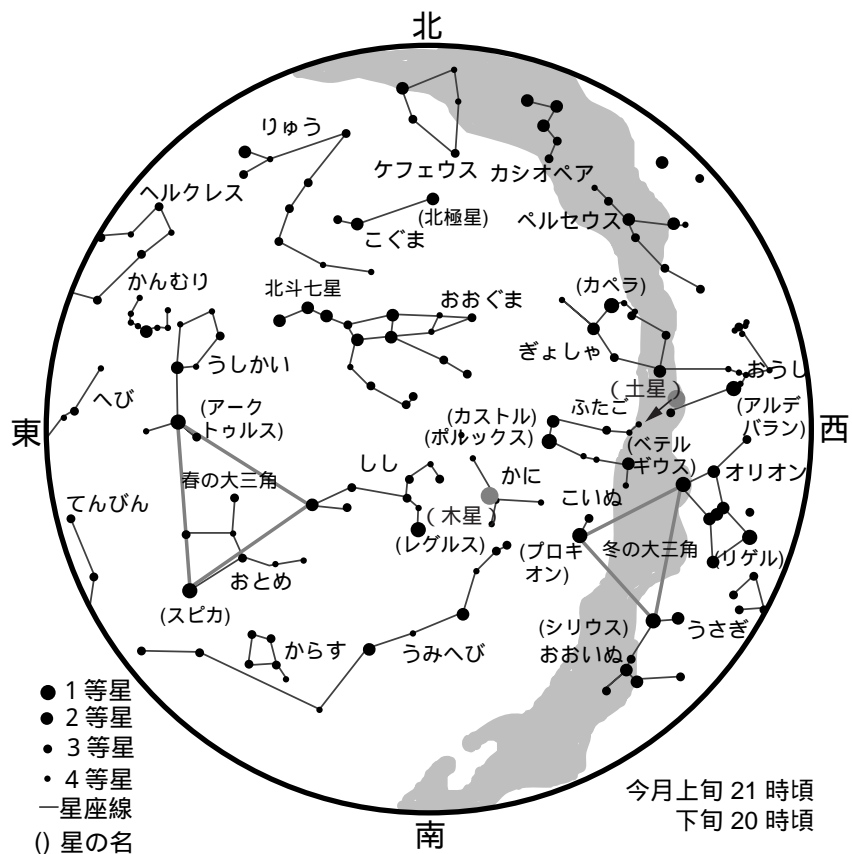 北
りゅう
ケフェウス
カシオペア
ヘルクレス
(北極星)
ペルセウス
こぐま
かんむり
北斗七星
おおぐま
(カペラ)
ぎょしゃ
うしかい
おうし
(土星)
へび
(アーク
トゥルス)
(カストル)
(ポルックス)
ふたご
(アルデ
バラン)
東
西
(ベテル
ギウス)
春の大三角
しし
かに
こいぬ
オリオン
てんびん
(木星)
(レグルス)
(プロキ
オン)
冬の大三角
(リゲル)
おとめ
(スピカ)
(シリウス)
うさぎ
からす
うみへび
おおいぬ
1等星
2等星
3等星
4等星
―星座線
() 星の名
南
今月上旬 21 時頃
下旬 20 時頃